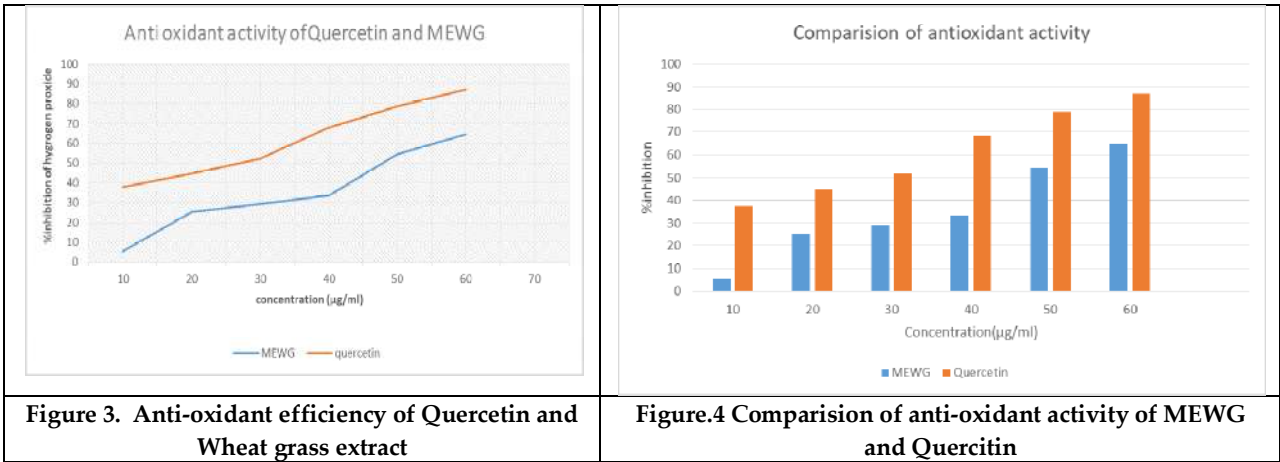 Anti oxidant activity of Quercetin and MEWG
%inhibition of hygrogen proxide
100
90
80
70
60
50
40
30
20
10
0
10 20 30 40 50 60 70
concentration (µg/ml)
MEWG quercetin
Figure 3. Anti-oxidant efficiency of Quercetin and
Wheat grass extract
Comparision of antioxidant activity
%inhibition
100
90
80
70
60
50
40
30
20
10
0
10 20 30 40 50 60
Concentration(µg/ml)
MEWG Quercetin
Figure.4 Comparision of anti-oxidant activity of MEWG
and Quercitin